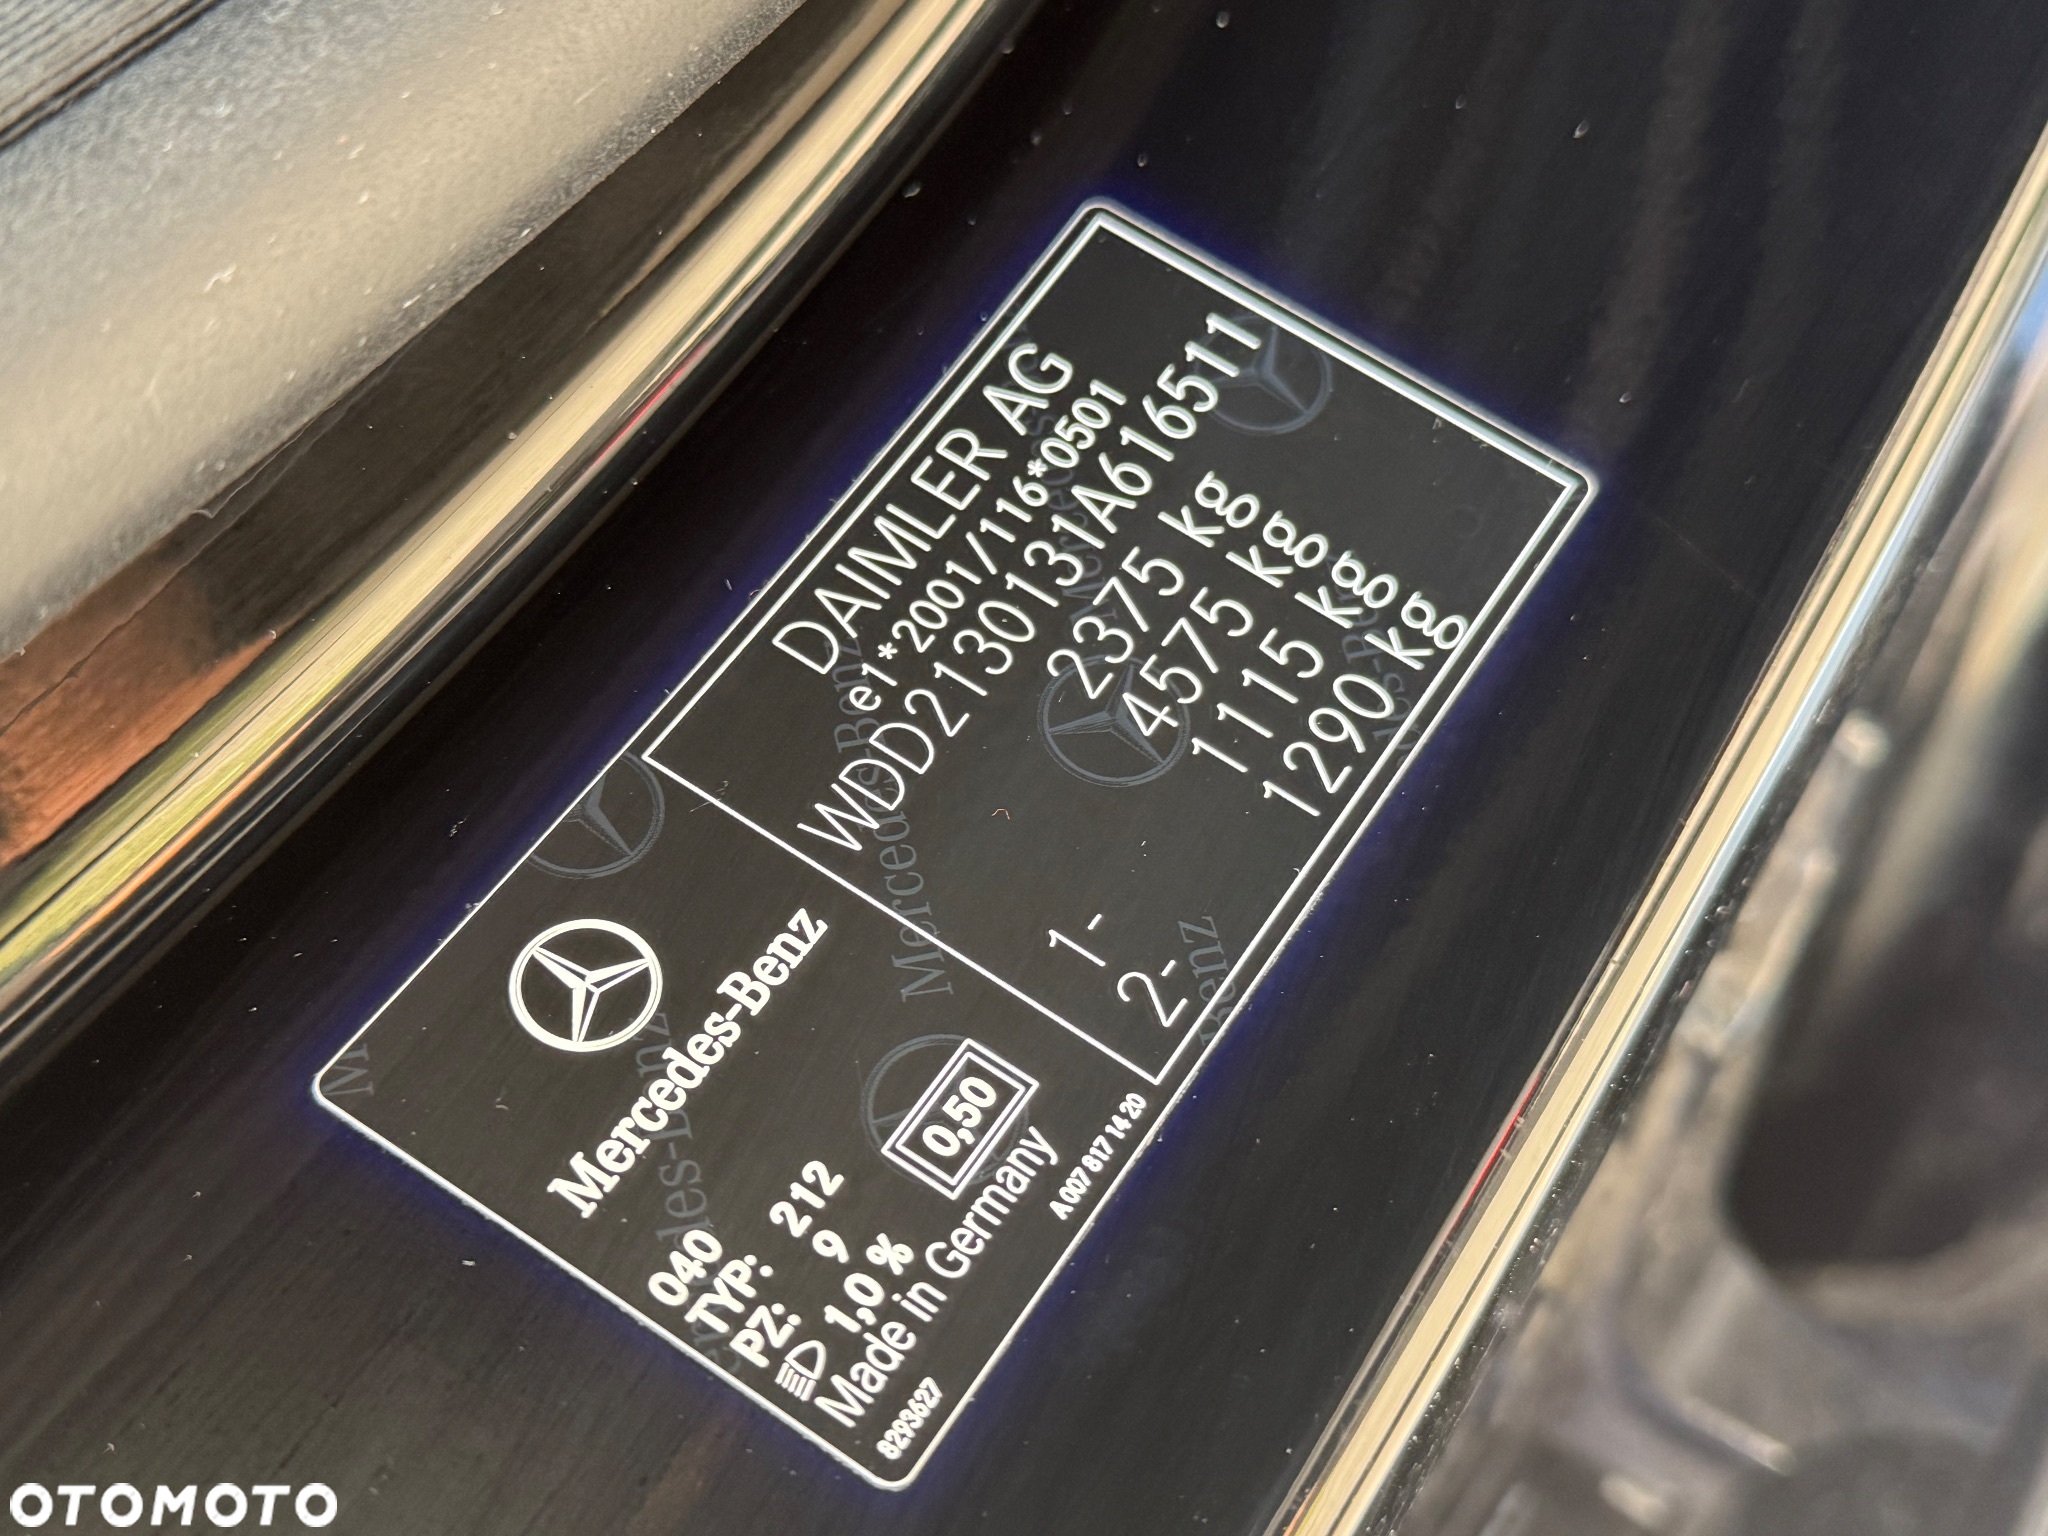 DAIMLER AG
e1*2001/116*0501
WDD2130131A616511
2375 kg
4575 kg
1- 1115 kg
2- 1290 kg
Mercedes-Benz
040
TYP: 212
PZ: 9
1,0 %
0,50
Made in Germany
8293627
A 007 817 14 20
OTOMOTO